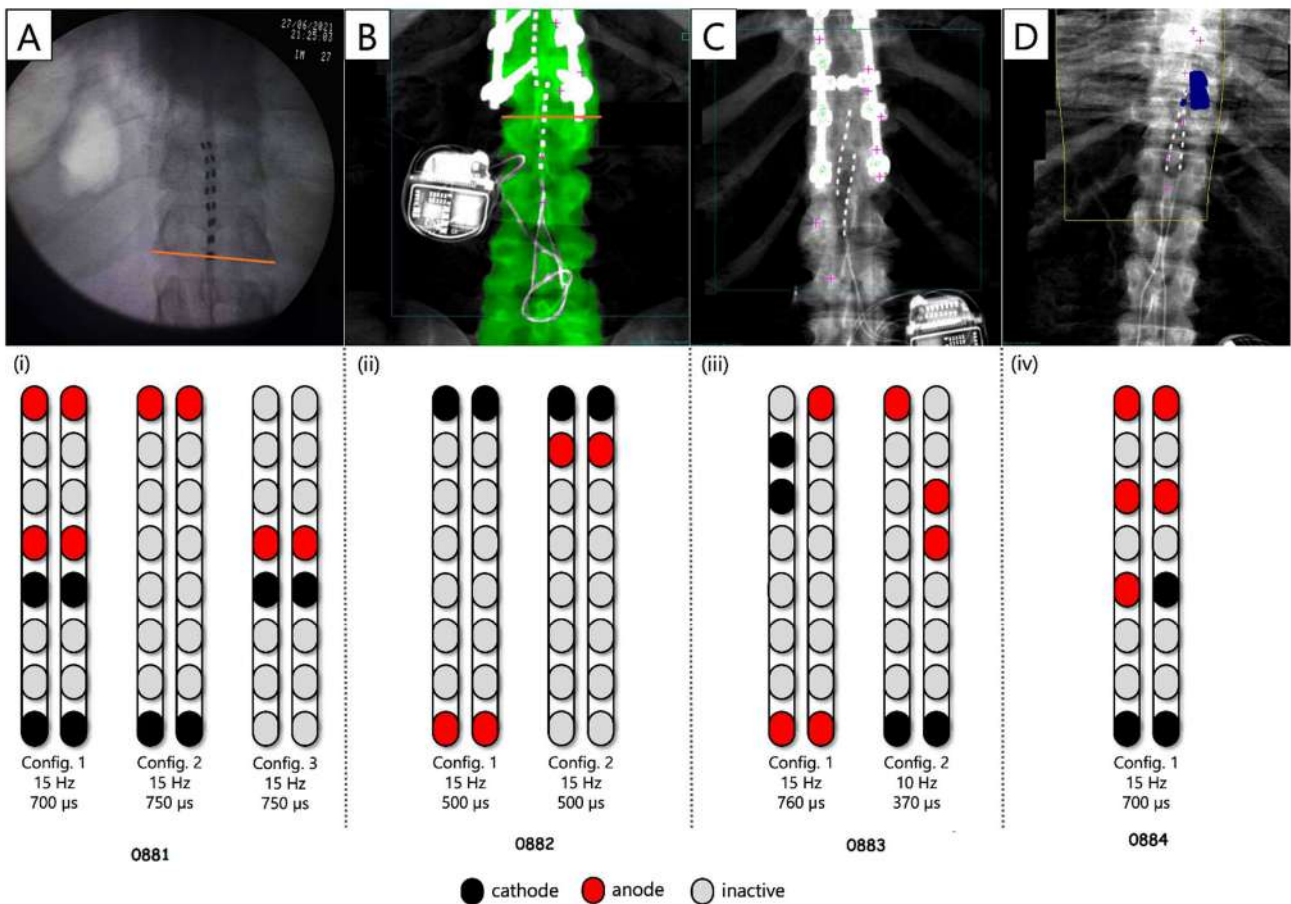 A
27/06/2021
21:25:03
IM 27
B
C
D
(i)
(ii)
(iii)
(iv)
Config. 1
15 Hz
700 µs
Config. 2
15 Hz
750 µs
Config. 3
15 Hz
750 µs
Config. 1
15 Hz
500 µs
Config. 2
15 Hz
500 µs
Config. 1
15 Hz
760 µs
Config. 2
10 Hz
370 µs
Config. 1
15 Hz
700 µs
0881
0882
0883
0884
cathode
anode
inactive